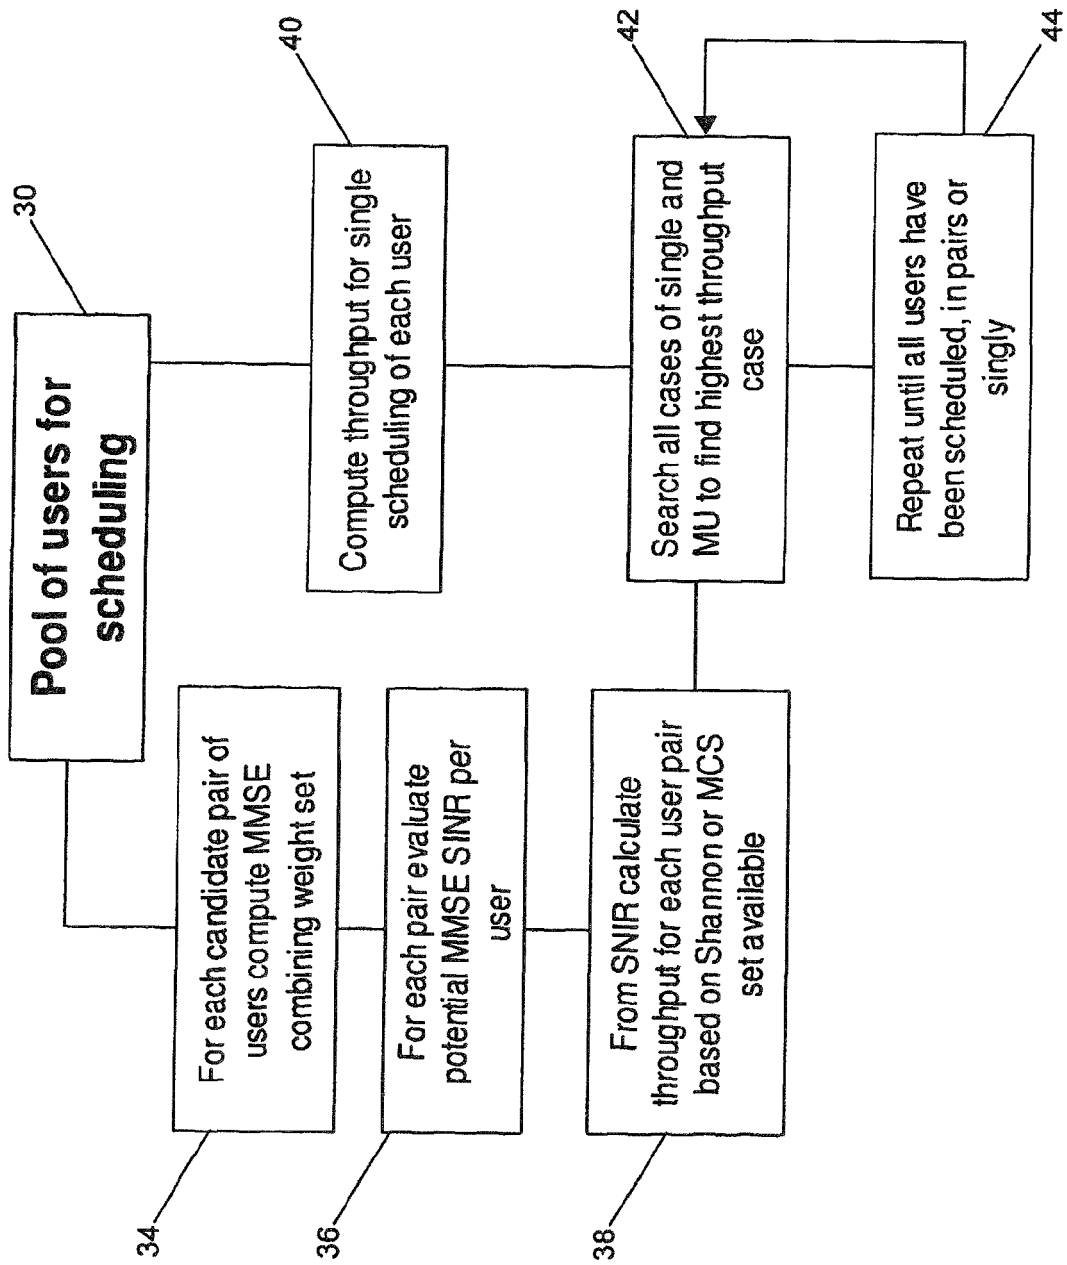 30
Pool of users for
scheduling
34
For each candidate pair of
users compute MMSE
combining weight set
36
For each pair evaluate
potential MMSE SINR per
user
38
From SNIR calculate
throughput for each user pair
based on Shannon or MCS
set available
40
Compute throughput for single
scheduling of each user
42
Search all cases of single and
MU to find highest throughput
case
44
Repeat until all users have
been scheduled, in pairs or
singly